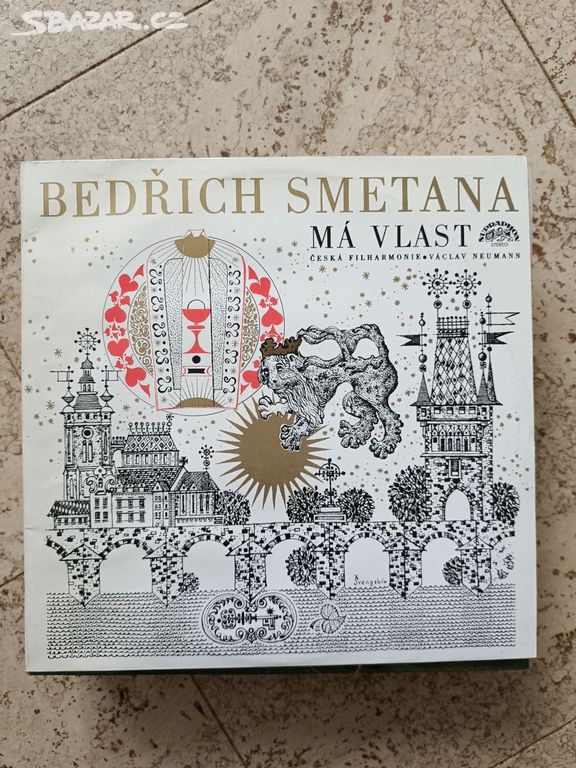 SBAZAR.CZ
BEDŘICH SMETANA
MÁ VLAST
SUPRAPHON
STEREO
ČESKÁ FILHARMONIE • VÁCLAV NEUMANN